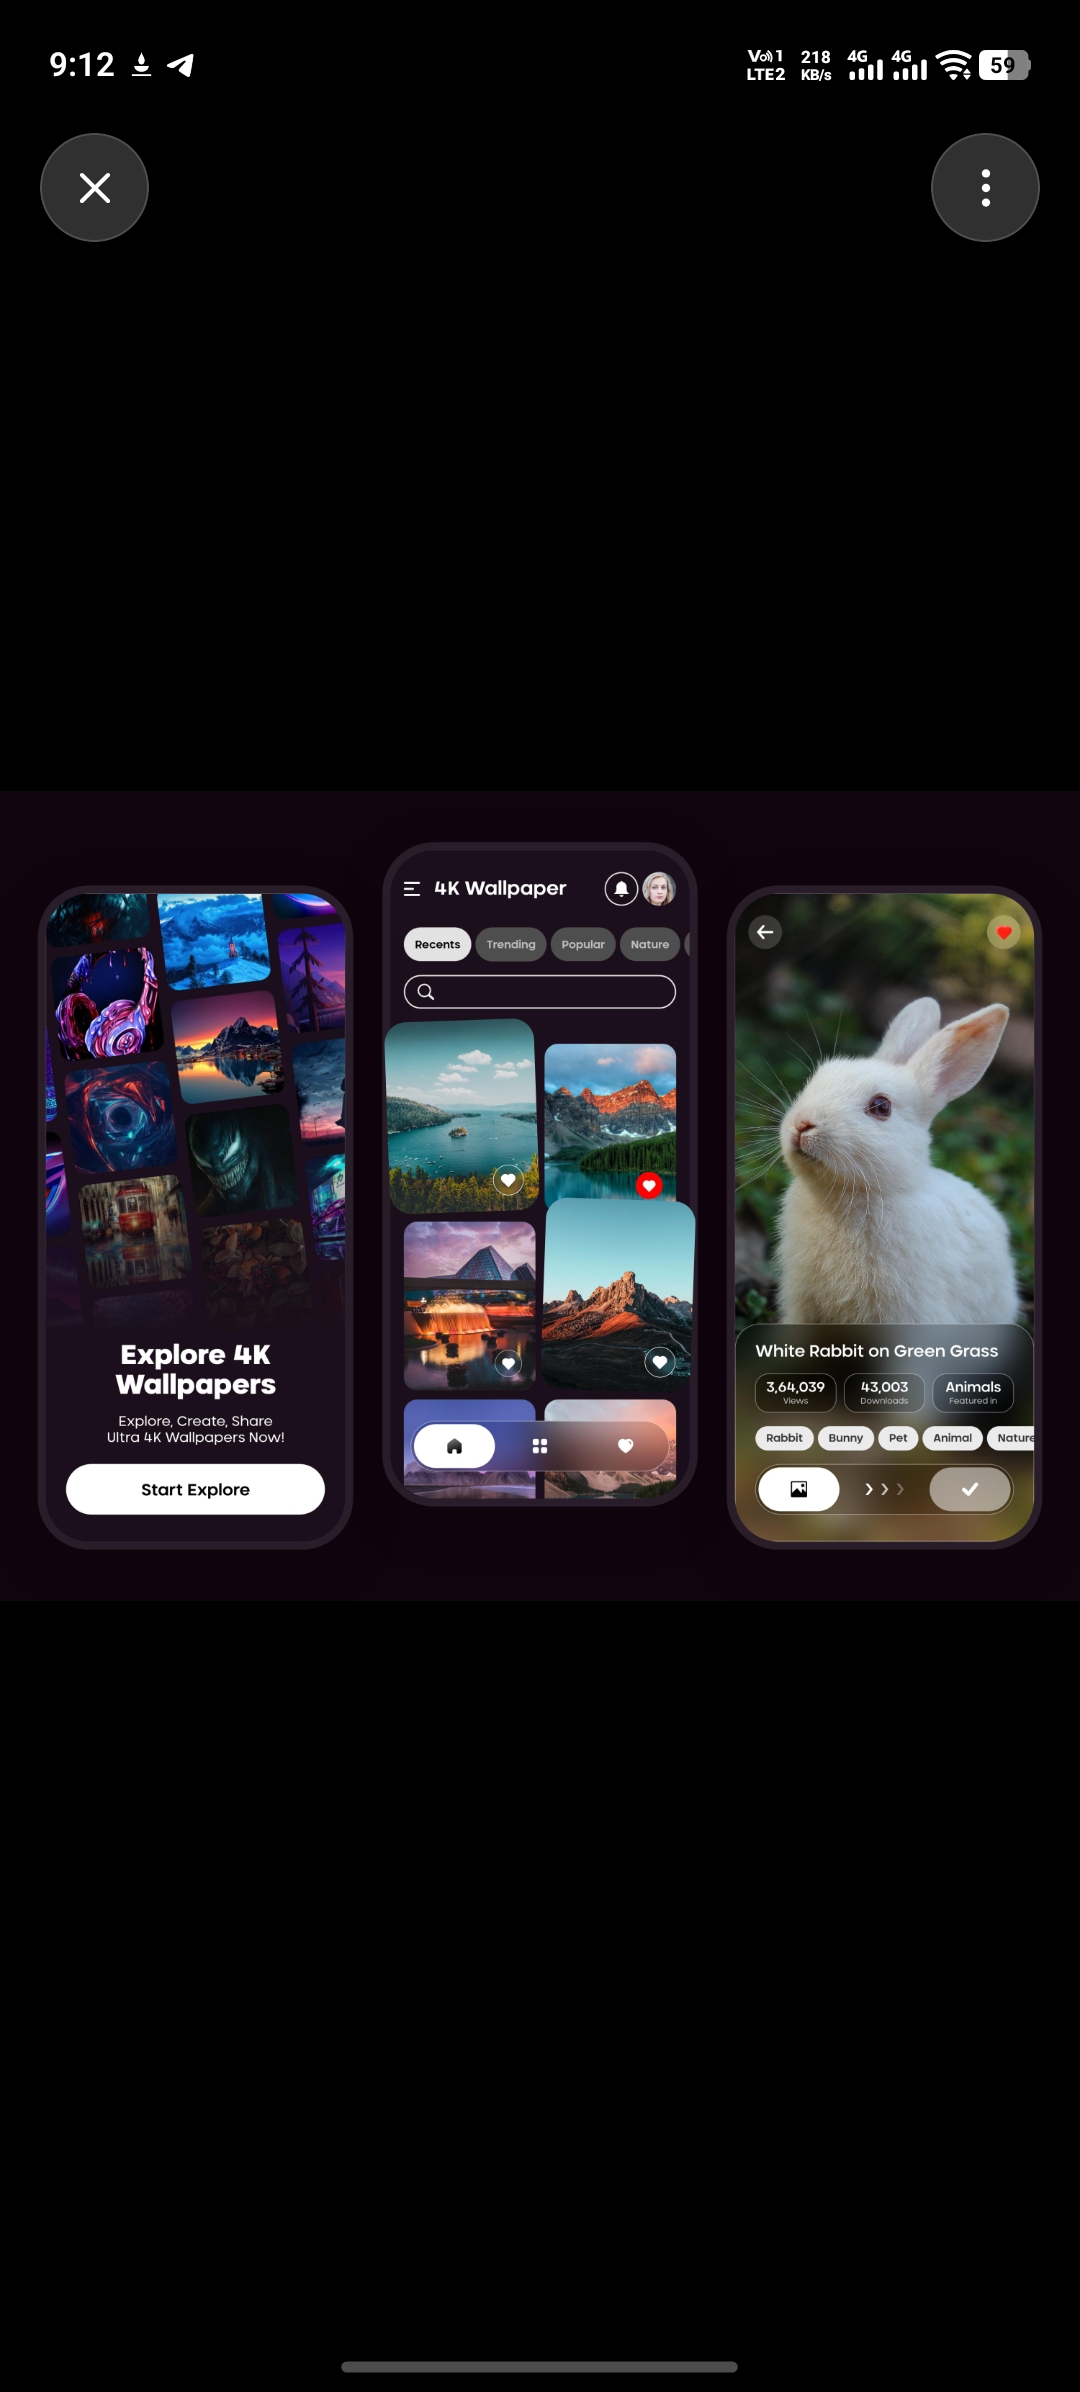 9:12
Vo 1
LTE2
218
KB/s
4G
4G
59
4K Wallpaper
Recents
Trending
Popular
Nature
Explore 4K
Wallpapers
Explore, Create, Share
Ultra 4K Wallpapers Now!
Start Explore
White Rabbit on Green Grass
3,64,039
Views
43,003
Downloads
Animals
Featured in
Rabbit
Bunny
Pet
Animal
Nature